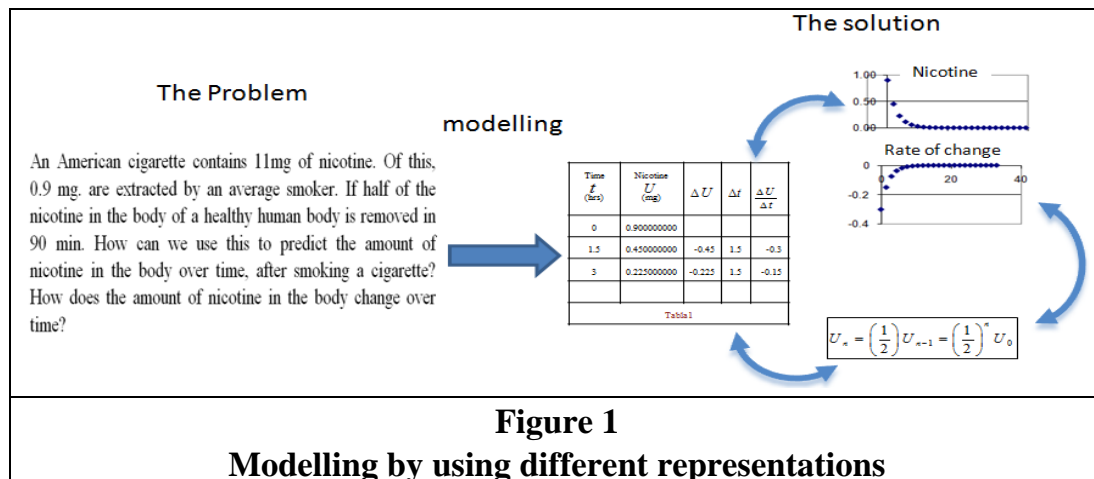 The solution
The Problem
modelling
An American cigarette contains 11mg of nicotine. Of this,
0.9 mg. are extracted by an average smoker. If half of the
nicotine in the body of a healthy human body is removed in
90 min. How can we use this to predict the amount of
nicotine in the body over time, after smoking a cigarette?
How does the amount of nicotine in the body change over
time?
Time t (hrs) Nicotine U (mg) ΔU Δt ΔU/Δt
0 0.900000000
1.5 0.450000000 -0.45 1.5 -0.3
3 0.225000000 -0.225 1.5 -0.15
Tabla1
Nicotine
1.00
0.50
0.00
Rate of change
0
0 20 40
-0.2
-0.4
U_n = (1/2) U_{n-1} = (1/2)^n U_0
Figure 1
Modelling by using different representations